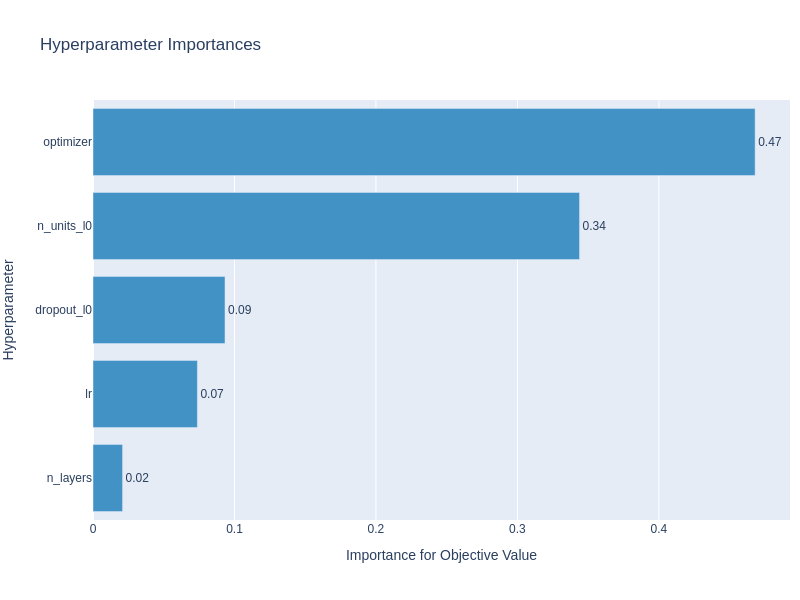 Hyperparameter Importances
Hyperparameter
optimizer 0.47
n_units_l0 0.34
dropout_l0 0.09
lr 0.07
n_layers 0.02
0 0.1 0.2 0.3 0.4
Importance for Objective Value